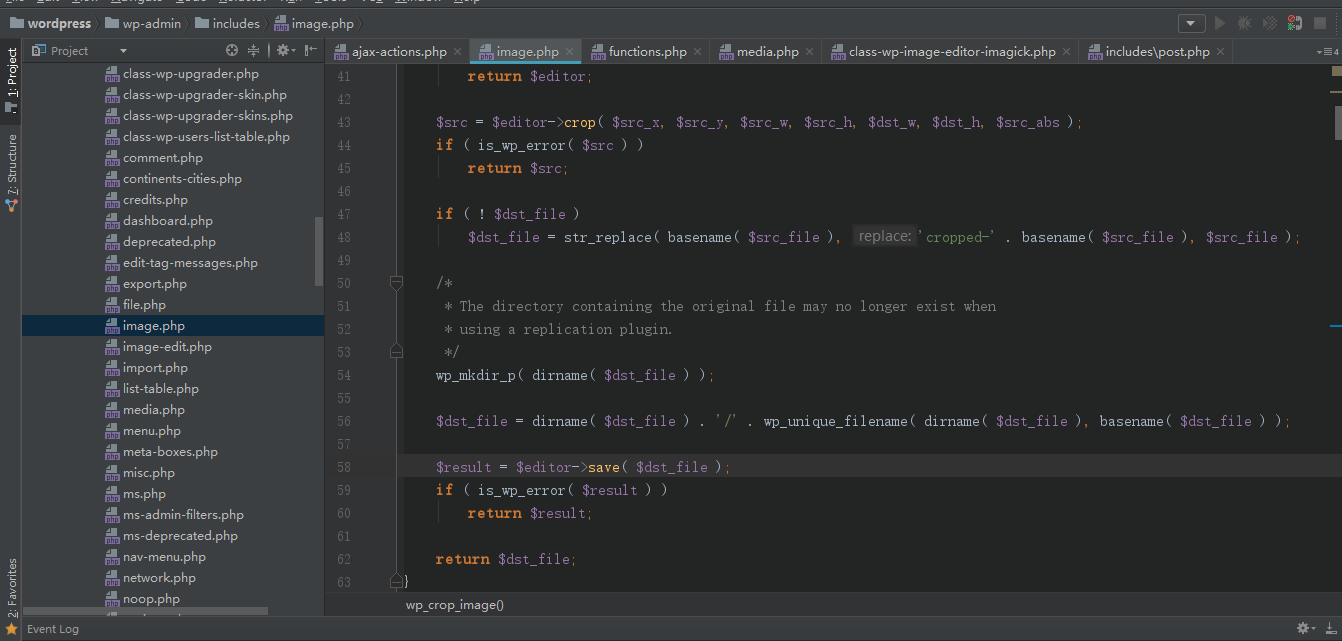 wordpress wp-admin includes image.php
Project
ajax-actions.php image.php functions.php media.php class-wp-image-editor-imagick.php includes\post.php
4
1: Project
7: Structure
2: Favorites
class-wp-upgrader.php
class-wp-upgrader-skin.php
class-wp-upgrader-skins.php
class-wp-users-list-table.php
comment.php
continents-cities.php
credits.php
dashboard.php
deprecated.php
edit-tag-messages.php
export.php
file.php
image.php
image-edit.php
import.php
list-table.php
media.php
menu.php
meta-boxes.php
misc.php
ms.php
ms-admin-filters.php
ms-deprecated.php
nav-menu.php
network.php
noop.php
41 return $editor;
42
43 $src = $editor->crop( $src_x, $src_y, $src_w, $src_h, $dst_w, $dst_h, $src_abs );
44 if ( is_wp_error( $src ) )
45 return $src;
46
47 if ( ! $dst_file )
48 $dst_file = str_replace( basename( $src_file ), replace: 'cropped-' . basename( $src_file ), $src_file );
49
50 /*
51 * The directory containing the original file may no longer exist when
52 * using a replication plugin.
53 */
54 wp_mkdir_p( dirname( $dst_file ) );
55
56 $dst_file = dirname( $dst_file ) . '/' . wp_unique_filename( dirname( $dst_file ), basename( $dst_file ) );
57
58 $result = $editor->save( $dst_file );
59 if ( is_wp_error( $result ) )
60 return $result;
61
62 return $dst_file;
63 }
wp_crop_image()
Event Log